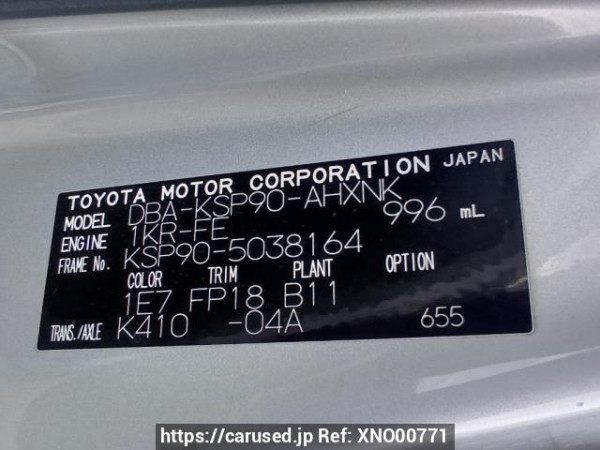 TOYOTA MOTOR CORPORATION JAPAN
MODEL DBA-KSP90-AHXNK
ENGINE 1KR-FE 996 mL
FRAME No. KSP90-5038164
COLOR TRIM PLANT OPTION
1E7 FP18 B11
TRANS./AXLE K410 -04A 655
https://carused.jp Ref: XNO00771